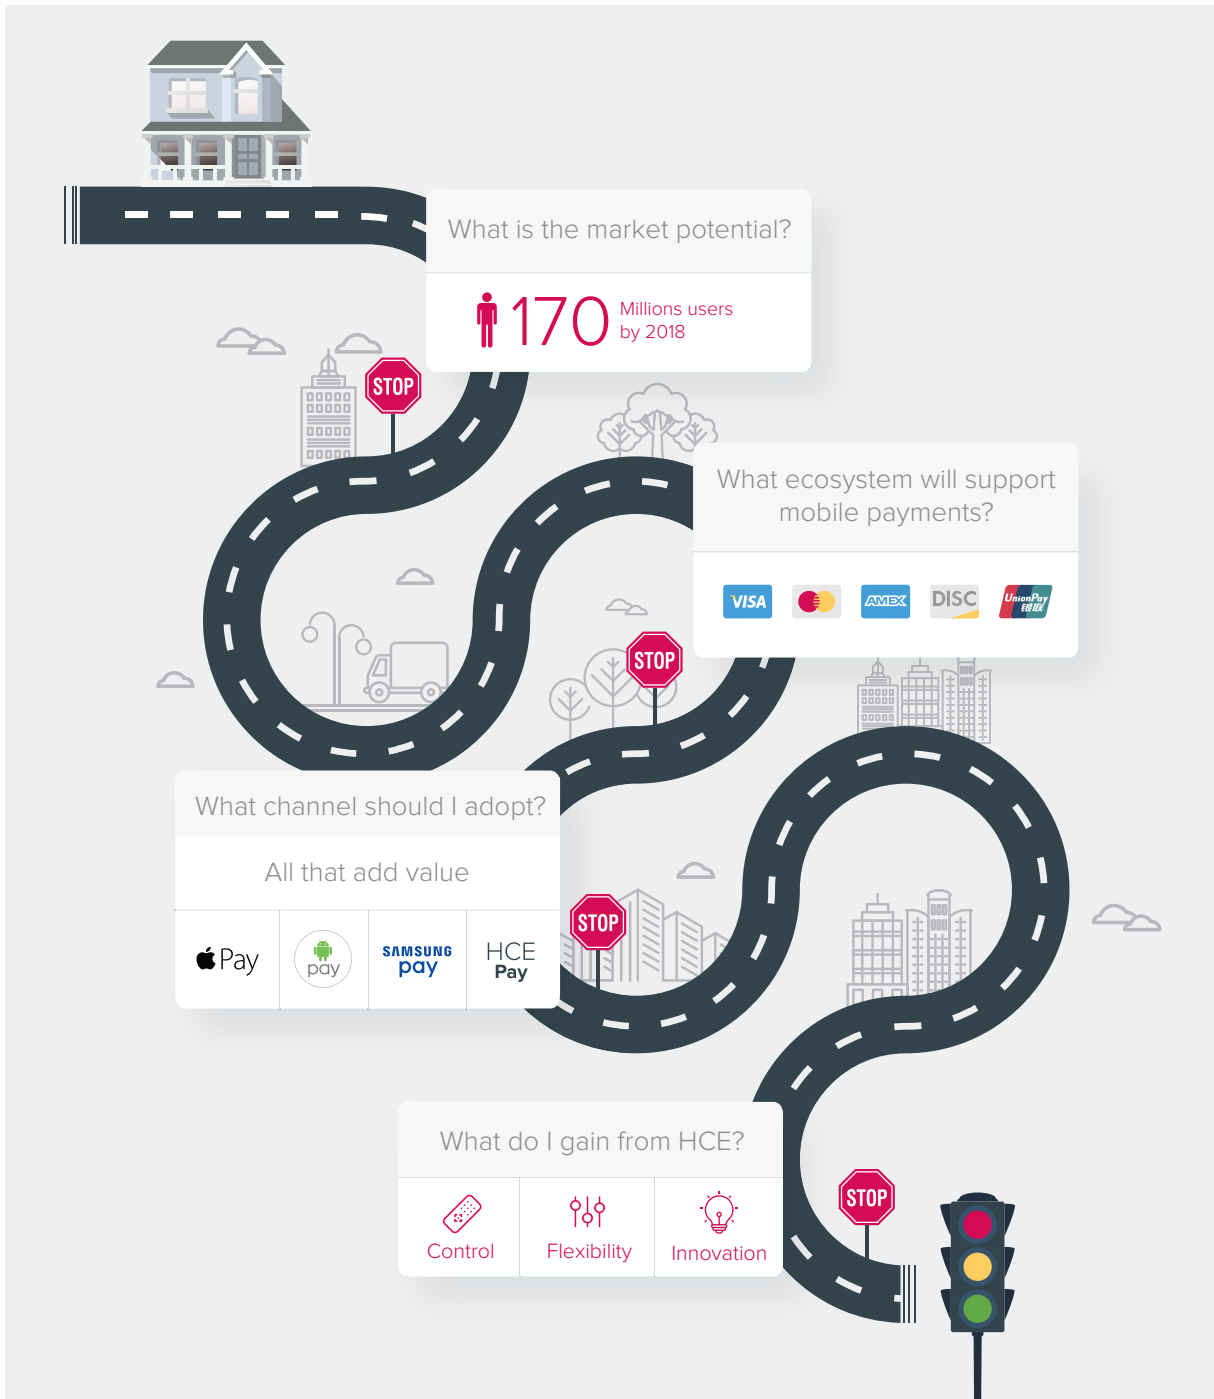 What is the market potential?
170
Millions users
by 2018
STOP
What ecosystem will support
mobile payments?
VISA
AMEX
DISC
UnionPay
银联
STOP
What channel should I adopt?
All that add value
Pay
pay
SAMSUNG
pay
HCE
Pay
STOP
What do I gain from HCE?
Control
Flexibility
Innovation
STOP